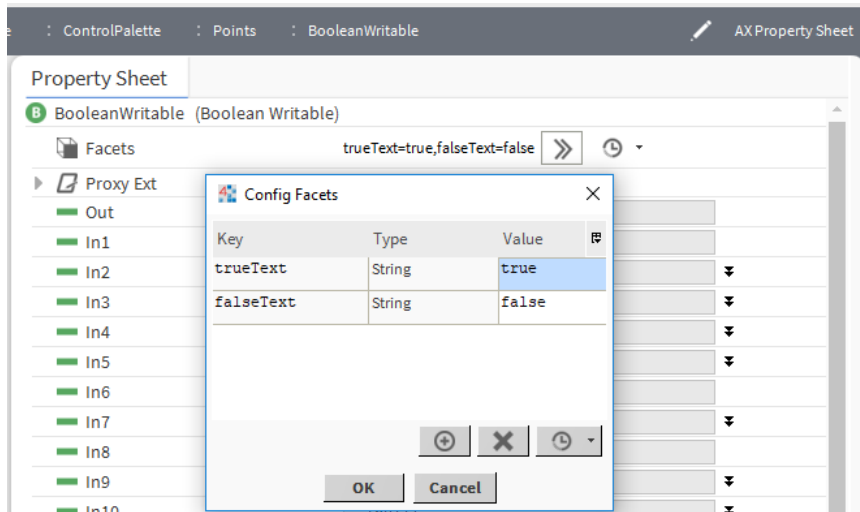 : ControlPalette : Points : BooleanWritable AX Property Sheet
Property Sheet
B BooleanWritable (Boolean Writable)
Facets trueText=true,falseText=false
Proxy Ext
Config Facets
Out
Key Type Value
In1
trueText String true
In2
falseText String false
In3
In4
In5
In6
In7
In8
In9
OK Cancel
In10